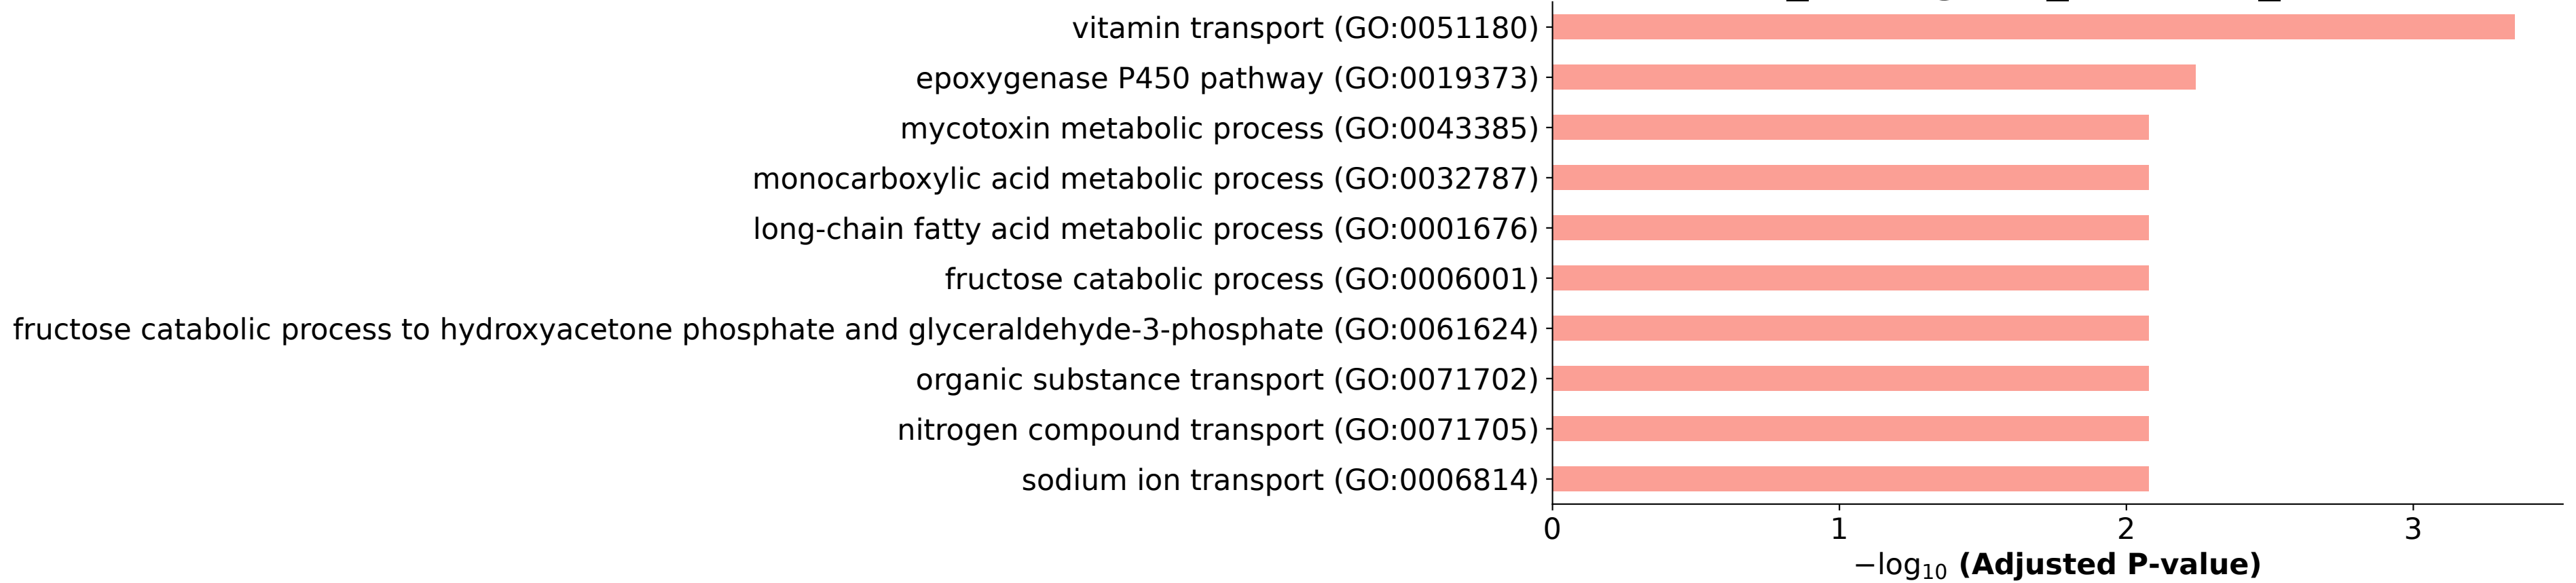 vitamin transport (GO:0051180)
epoxygenase P450 pathway (GO:0019373)
mycotoxin metabolic process (GO:0043385)
monocarboxylic acid metabolic process (GO:0032787)
long-chain fatty acid metabolic process (GO:0001676)
fructose catabolic process (GO:0006001)
fructose catabolic process to hydroxyacetone phosphate and glyceraldehyde-3-phosphate (GO:0061624)
organic substance transport (GO:0071702)
nitrogen compound transport (GO:0071705)
sodium ion transport (GO:0006814)
0 1 2 3
−log₁₀ (Adjusted P-value)